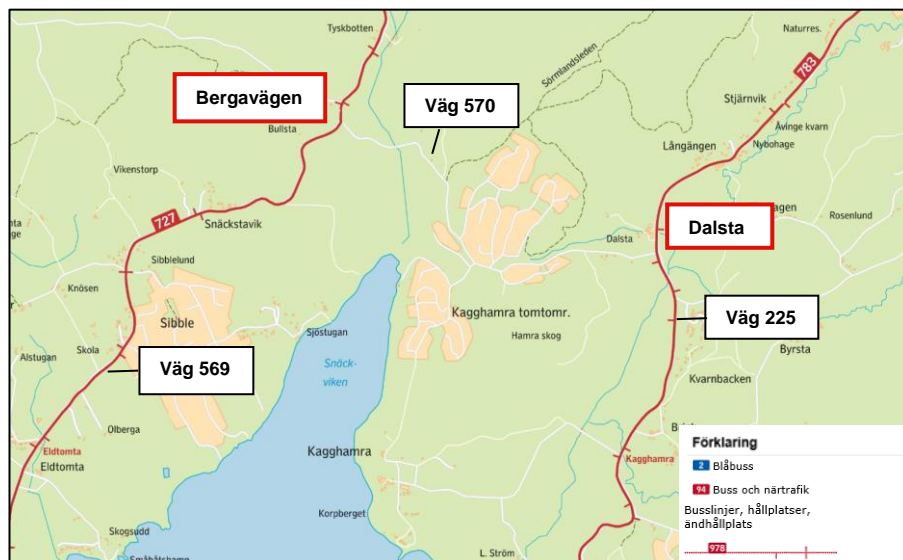 Tyskbotten
Naturres.
Sörmlandsleden
783
Bergavägen
Väg 570
Stjärnvik
Åvinge kvarn
Bullsta
Långängen
Nybohage
Vikenstorp
727
Snäckstavik
Dalsta
agen
Rosenlund
Dalsta
Sibblelund
Knösen
Kagghamra tomtomr.
Väg 225
Sibble
Sjöstugan
Hamra skog
Byrsta
Skola
Alstugan
Väg 569
Snäck-
viken
Kvarnbacken
Olberga
Eldtomta
Eldtomta
Kagghamra
Kagghamra
Förklaring
2 Blåbuss
94 Buss och närtrafik
Busslinjer, hållplatser,
ändhållplats
978
Korpberget
Skogsudd
L. Ström